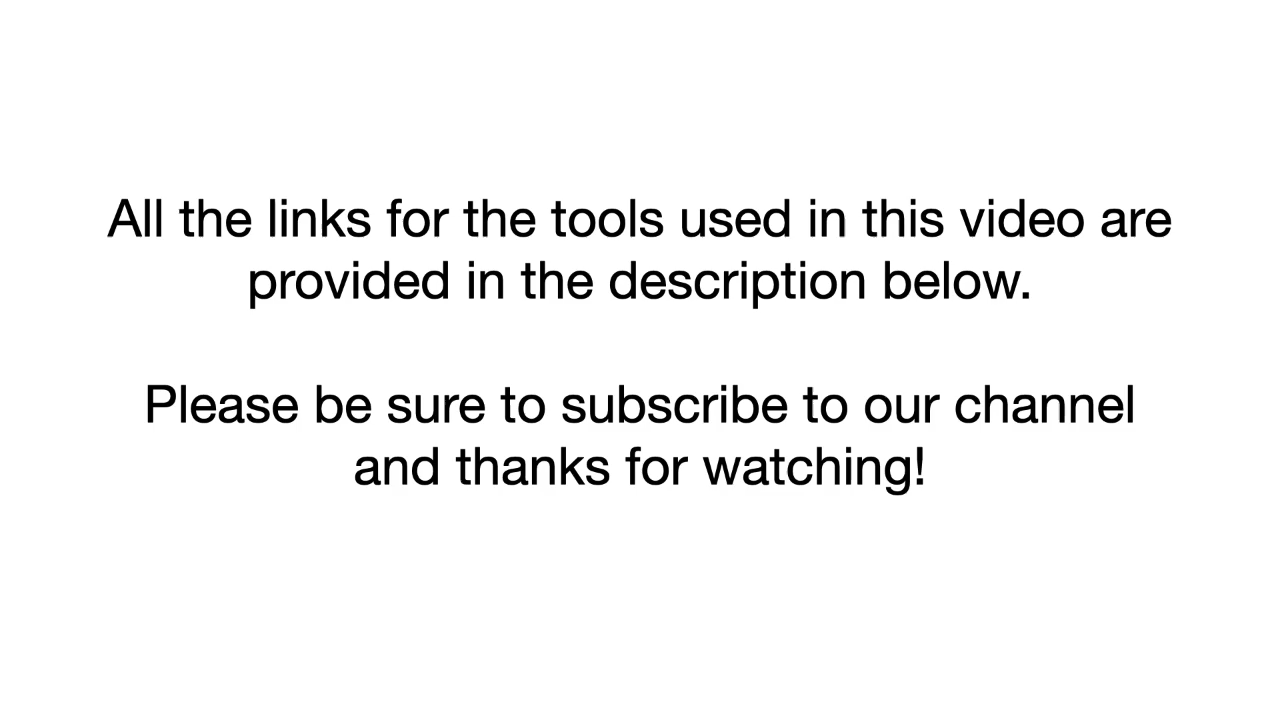 All the links for the tools used in this video are
provided in the description below.
Please be sure to subscribe to our channel
and thanks for watching!